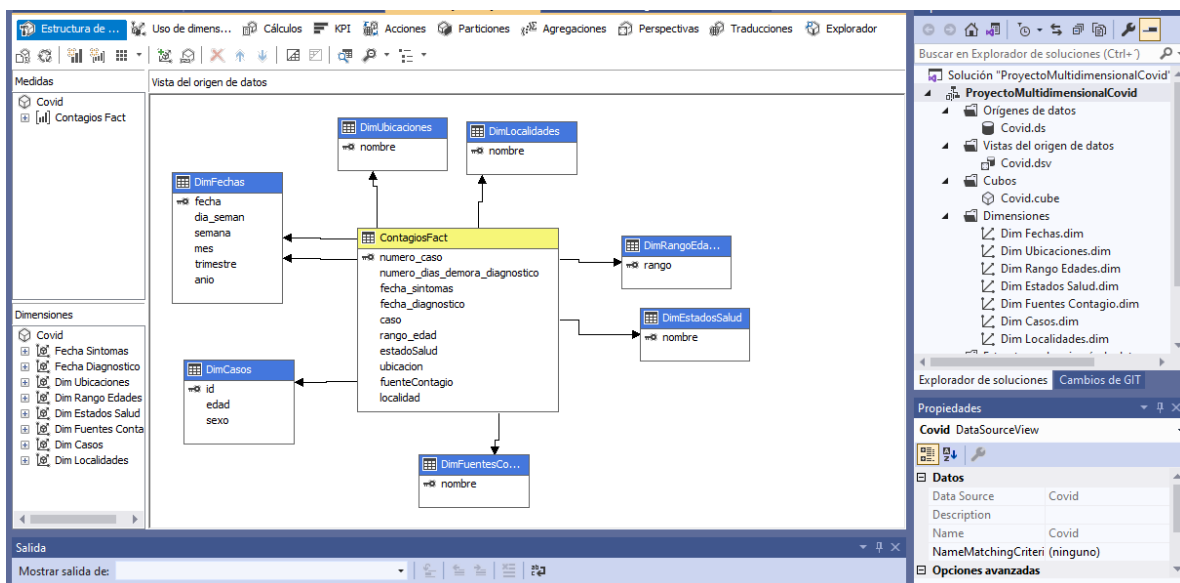 Estructura de ... Uso de dimens... Cálculos KPI Acciones Particiones Agregaciones Perspectivas Traducciones Explorador
Medidas
Covid
Contagios Fact
Dimensiones
Covid
Fecha Sintomas
Fecha Diagnostico
Dim Ubicaciones
Dim Rango Edades
Dim Estados Salud
Dim Fuentes Conta
Dim Casos
Dim Localidades
Vista del origen de datos
DimUbicaciones
nombre
DimLocalidades
nombre
DimFechas
fecha
dia_seman
semana
mes
trimestre
anio
ContagiosFact
numero_caso
numero_dias_demora_diagnostico
fecha_sintomas
fecha_diagnostico
caso
rango_edad
estadoSalud
ubicacion
fuenteContagio
localidad
DimRangoEda...
rango
DimEstadosSalud
nombre
DimCasos
id
edad
sexo
DimFuentesCo...
nombre
Salida
Mostrar salida de:
Buscar en Explorador de soluciones (Ctrl+¨)
Solución "ProyectoMultidimensionalCovid"
ProyectoMultidimensionalCovid
Orígenes de datos
Covid.ds
Vistas del origen de datos
Covid.dsv
Cubos
Covid.cube
Dimensiones
Dim Fechas.dim
Dim Ubicaciones.dim
Dim Rango Edades.dim
Dim Estados Salud.dim
Dim Fuentes Contagio.dim
Dim Casos.dim
Dim Localidades.dim
Explorador de soluciones Cambios de GIT
Propiedades
Covid DataSourceView
Datos
Data Source Covid
Description
Name Covid
NameMatchingCriteri (ninguno)
Opciones avanzadas